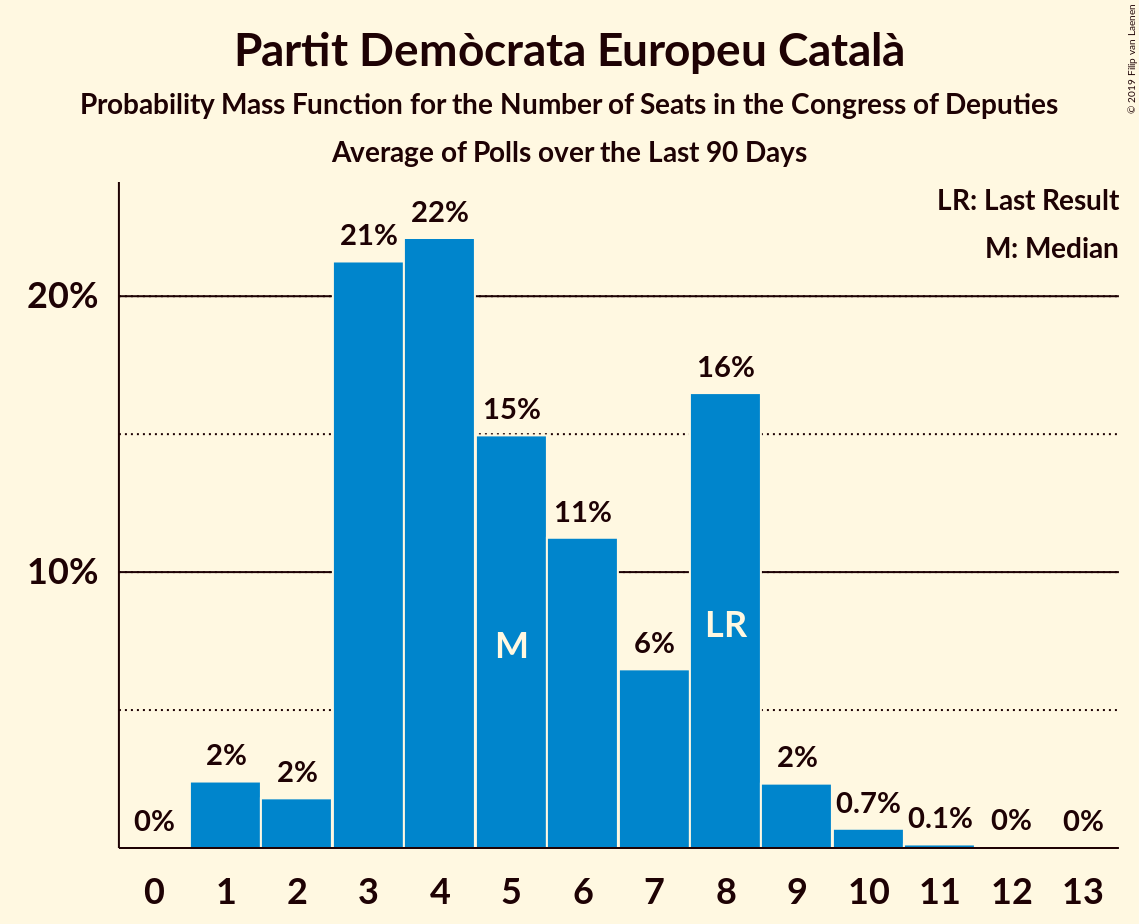 Partit Demòcrata Europeu Català
Probability Mass Function for the Number of Seats in the Congress of Deputies
Average of Polls over the Last 90 Days
© 2019 Filip van Laenen
LR: Last Result
M: Median
20%
10%
0%
2%
2%
21%
22%
15%
11%
6%
16%
2%
0.7%
0.1%
0%
0%
M
LR
0 1 2 3 4 5 6 7 8 9 10 11 12 13